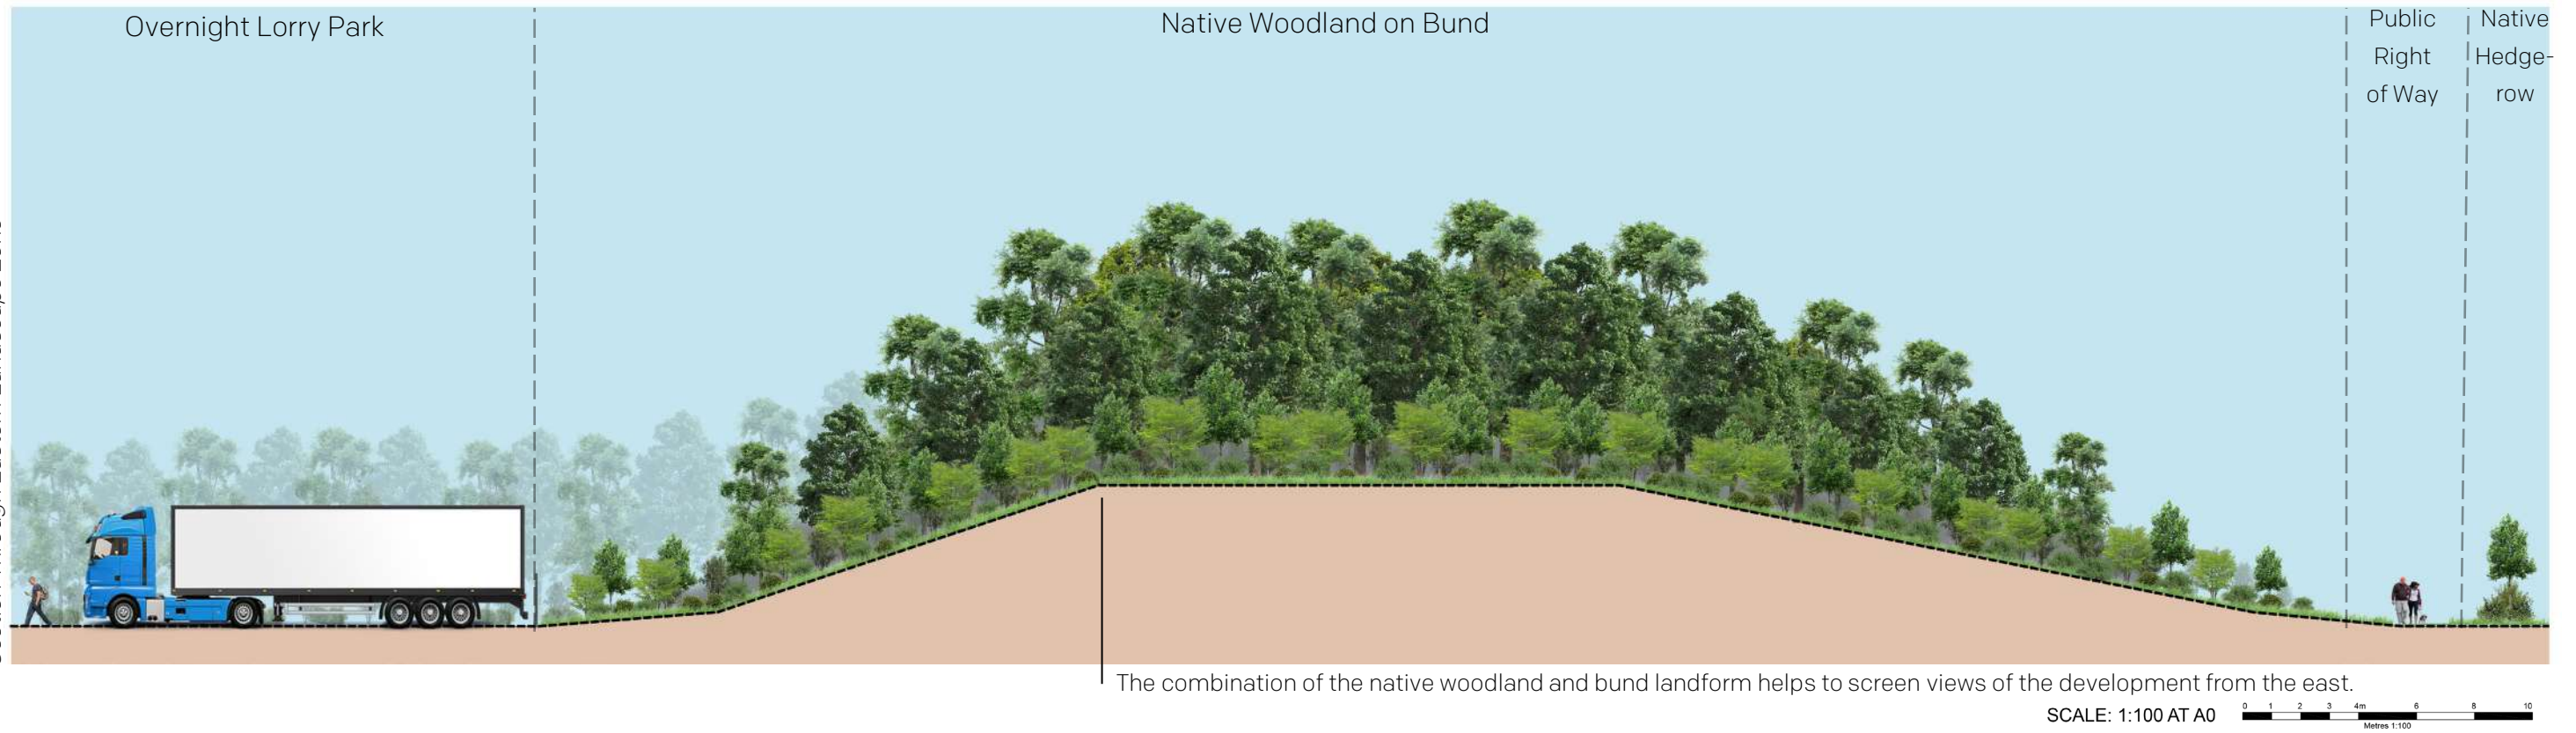 Overnight Lorry Park
Native Woodland on Bund
Public
Right
of Way
Native
Hedge-
row
The combination of the native woodland and bund landform helps to screen views of the development from the east.
SCALE: 1:100 AT A0
0 1 2 3 4m 6 8 10
Metres 1:100